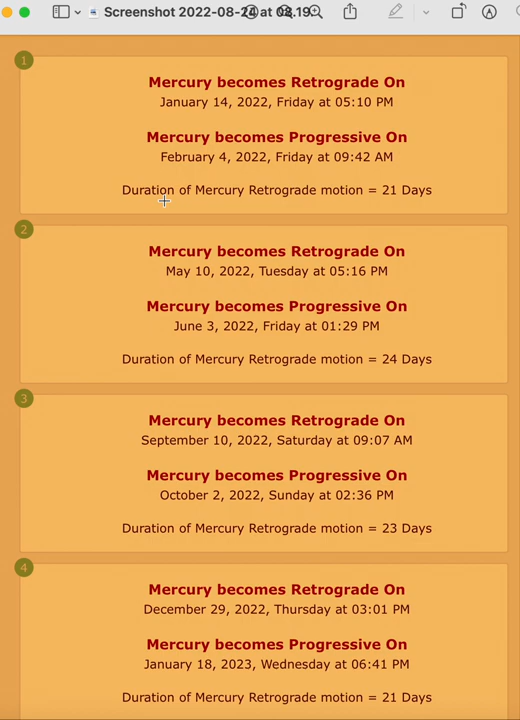 Screenshot 2022-08-24 at 08.19
1
Mercury becomes Retrograde On
January 14, 2022, Friday at 05:10 PM
Mercury becomes Progressive On
February 4, 2022, Friday at 09:42 AM
Duration of Mercury Retrograde motion = 21 Days
2
Mercury becomes Retrograde On
May 10, 2022, Tuesday at 05:16 PM
Mercury becomes Progressive On
June 3, 2022, Friday at 01:29 PM
Duration of Mercury Retrograde motion = 24 Days
3
Mercury becomes Retrograde On
September 10, 2022, Saturday at 09:07 AM
Mercury becomes Progressive On
October 2, 2022, Sunday at 02:36 PM
Duration of Mercury Retrograde motion = 23 Days
4
Mercury becomes Retrograde On
December 29, 2022, Thursday at 03:01 PM
Mercury becomes Progressive On
January 18, 2023, Wednesday at 06:41 PM
Duration of Mercury Retrograde motion = 21 Days